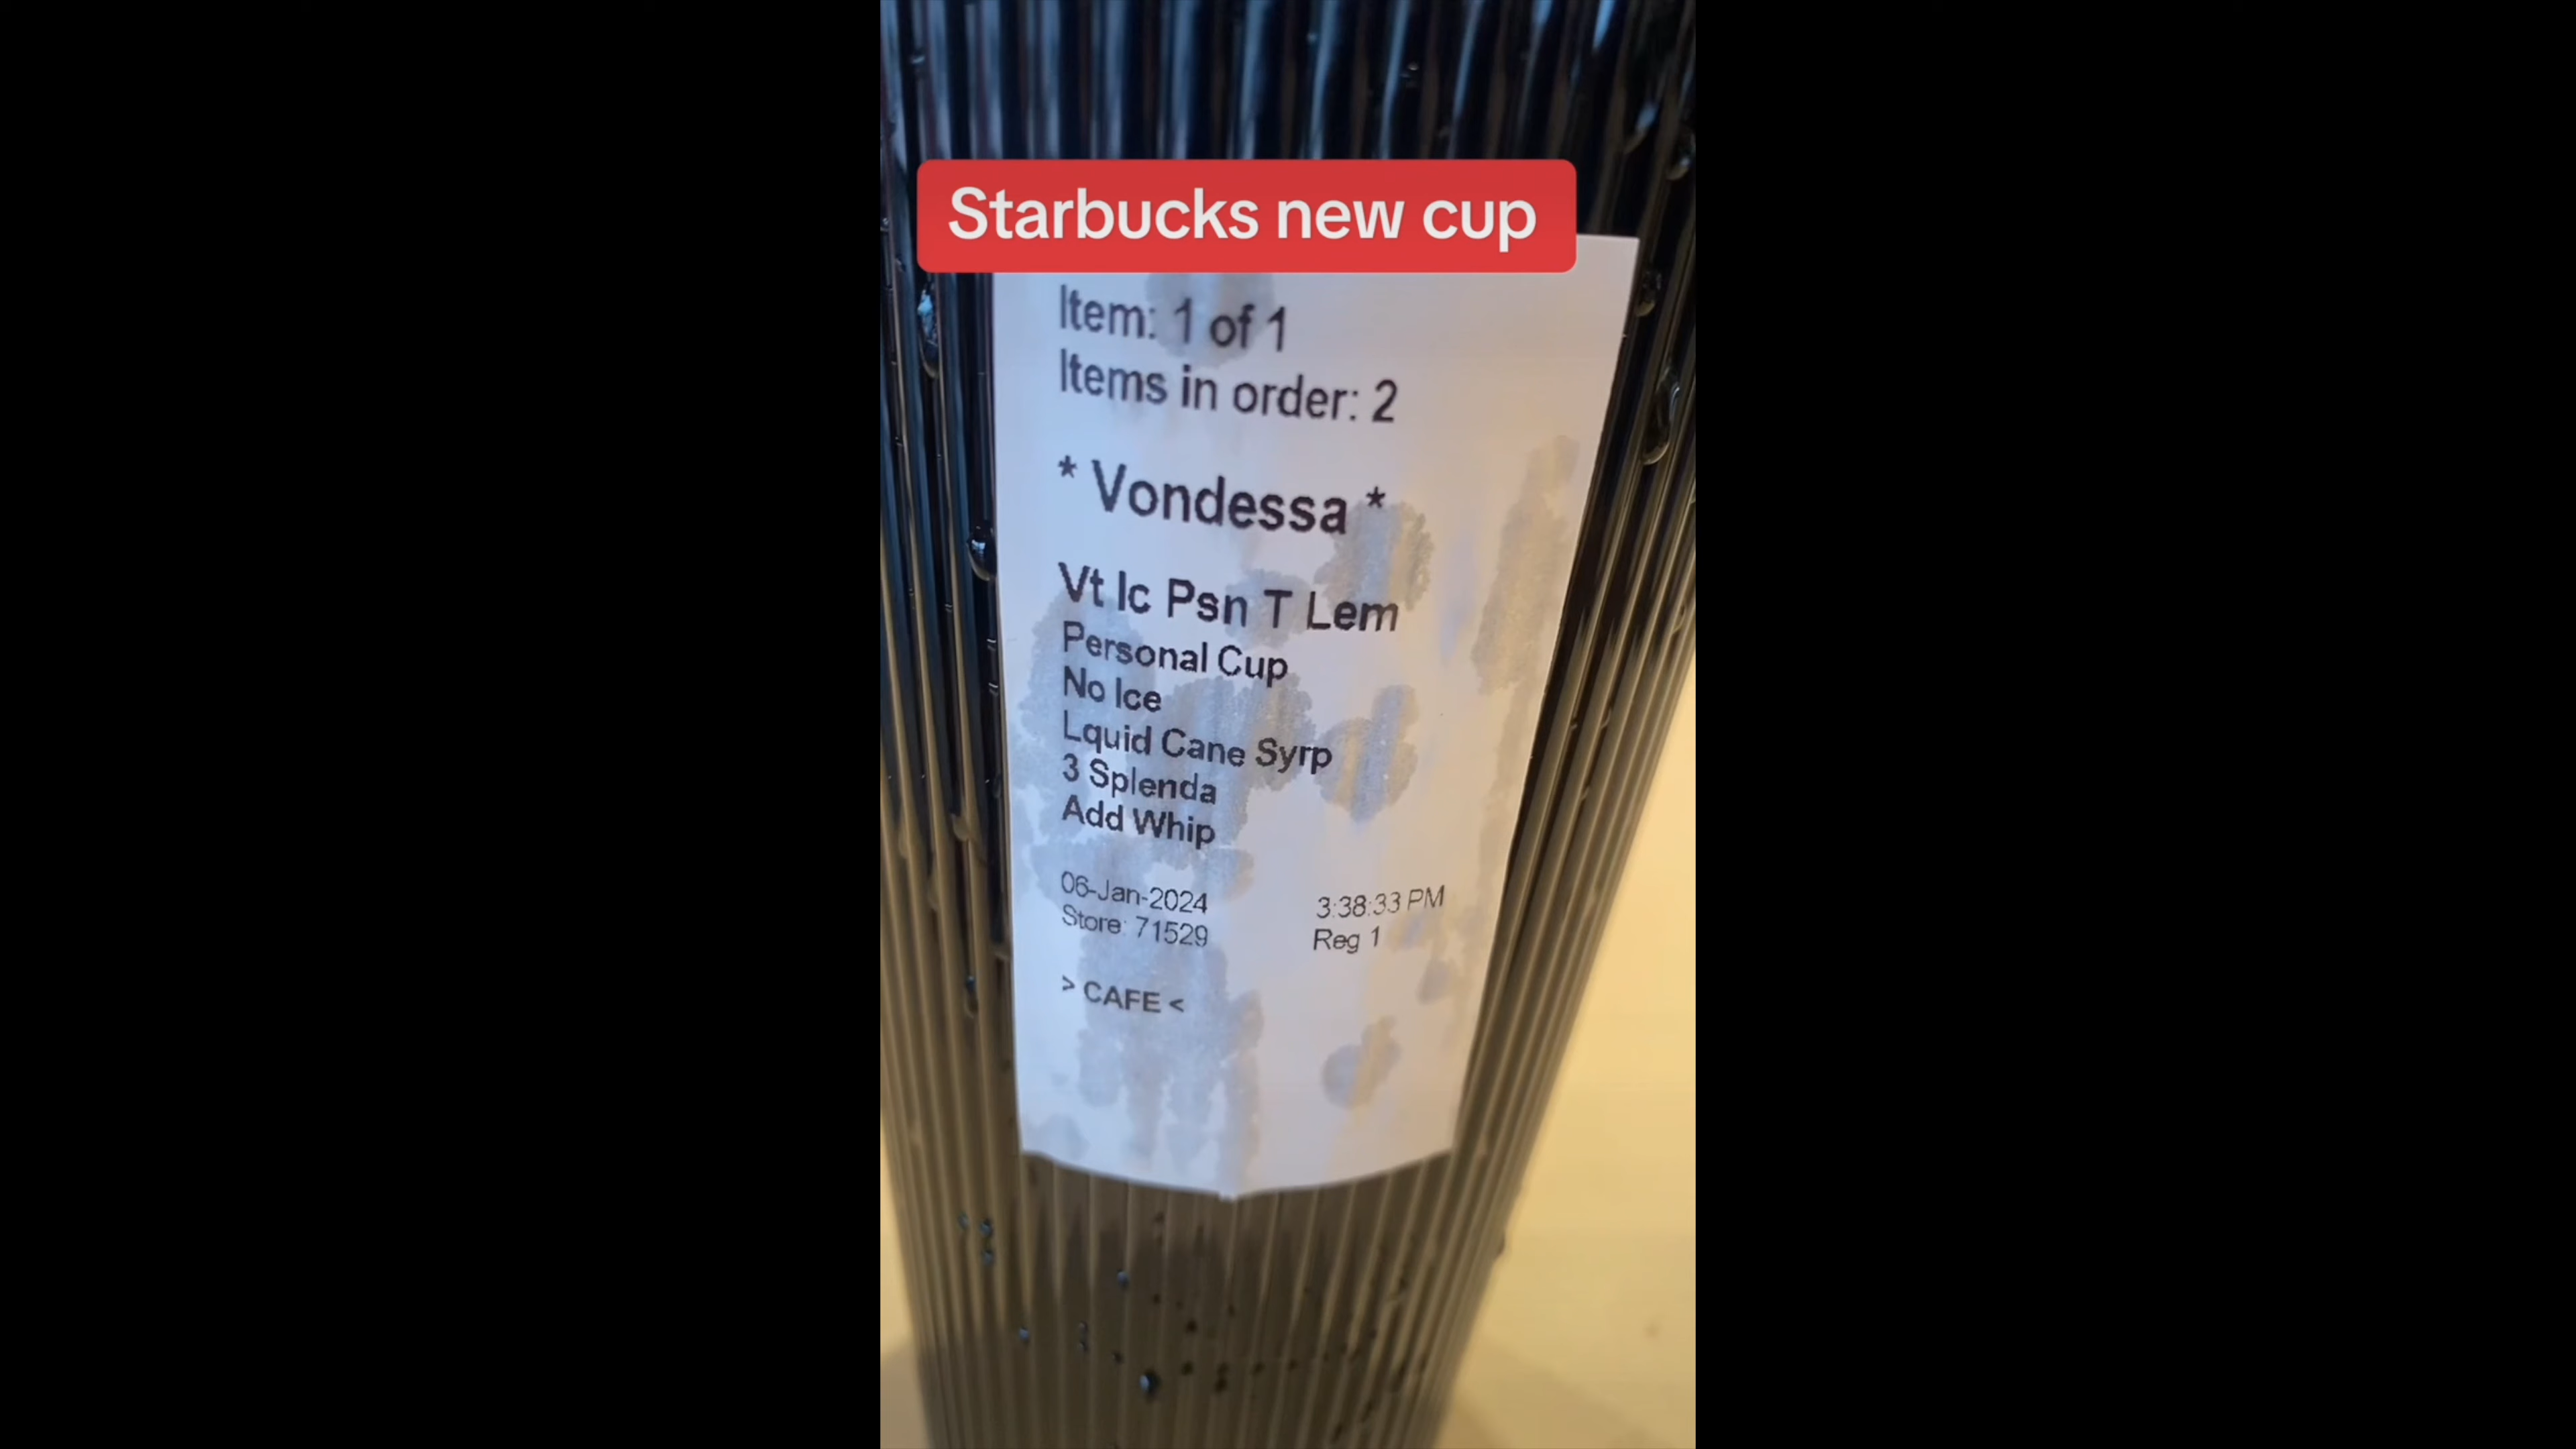 Starbucks new cup
Item: 1 of 1
Items in order: 2
* Vondessa *
Vt Ic Psn T Lem
Personal Cup
No Ice
Lquid Cane Syrp
3 Splenda
Add Whip
06-Jan-2024 3:38:33 PM
Store: 71529 Reg 1
> CAFE <